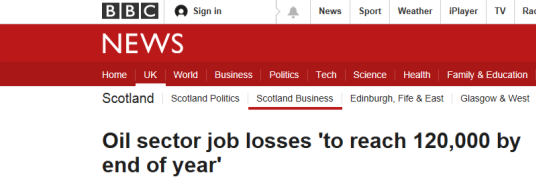 BBC Sign in News Sport Weather iPlayer TV
NEWS
Home UK World Business Politics Tech Science Health Family & Education
Scotland Scotland Politics Scotland Business Edinburgh, Fife & East Glasgow & West
Oil sector job losses 'to reach 120,000 by
end of year'